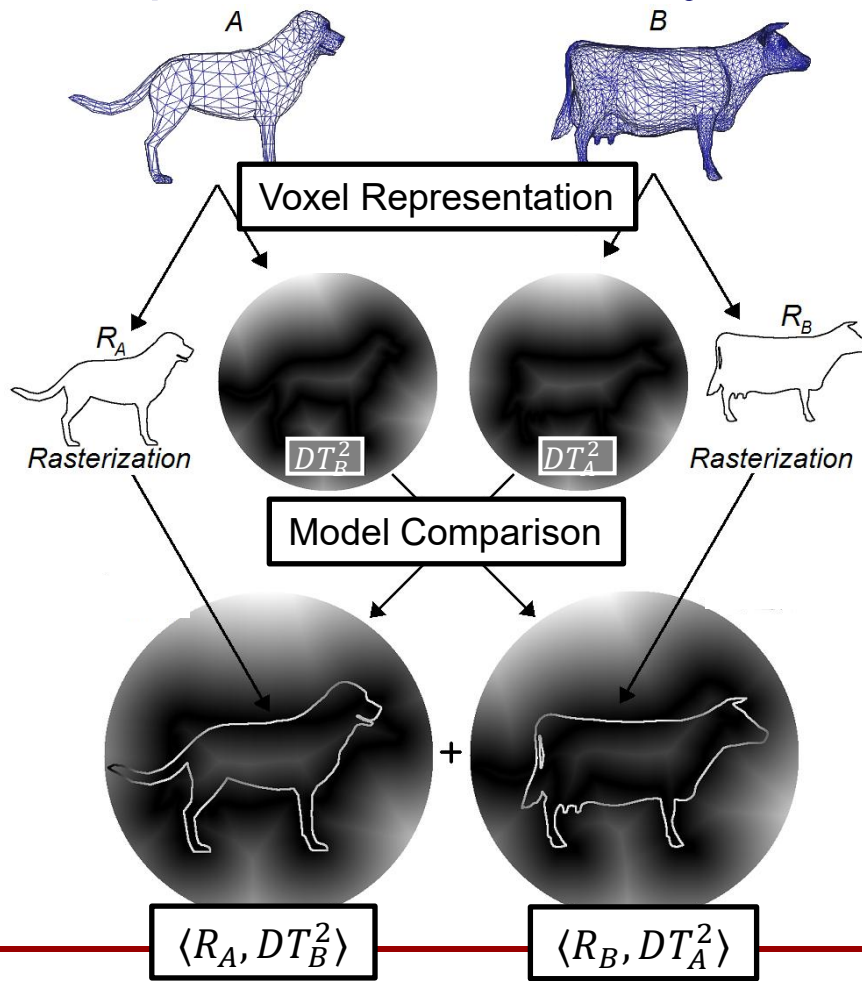 A
B
Voxel Representation
R_A
R_B
DT_B^2
DT_A^2
Rasterization
Rasterization
Model Comparison
+
⟨R_A, DT_B^2⟩
⟨R_B, DT_A^2⟩